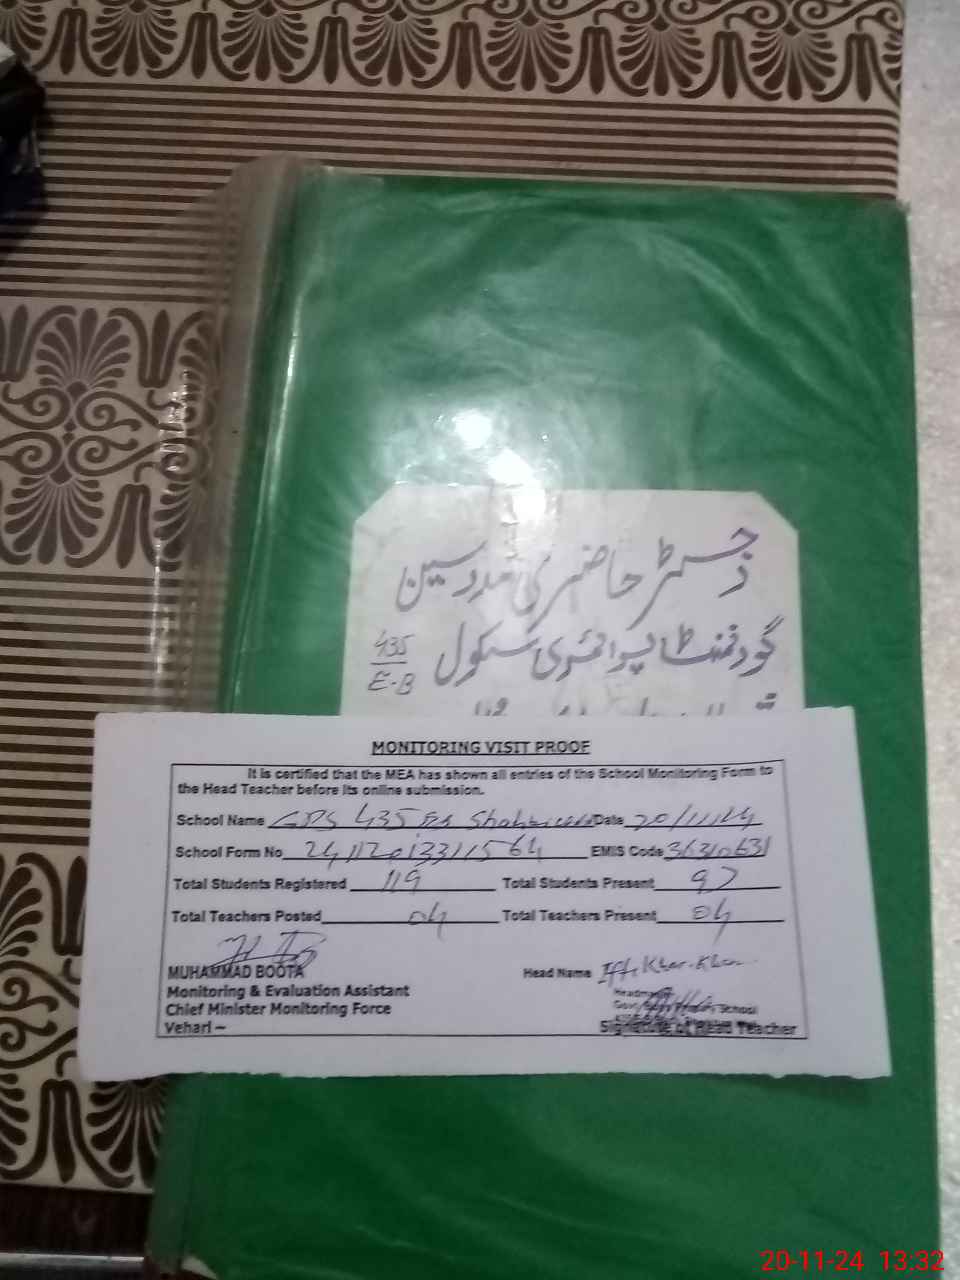 رجسٹر حاضری مدرسین
گورنمنٹ پرائمری سکول
435
E-B
MONITORING VISIT PROOF
It is certified that the MEA has shown all entries of the School Monitoring Form to
the Head Teacher before its online submission.
School Name GPS 435 Date 20/11/24
School Form No 241120133111564 EMIS Code 36310631
Total Students Registered 119 Total Students Present 97
Total Teachers Posted 04 Total Teachers Present 04
MUHAMMAD BOOTA Head Name Iftikhar Khan
Monitoring & Evaluation Assistant
Chief Minister Monitoring Force School
Vehari ~ Signature of Head Teacher
20-11-24 13:32